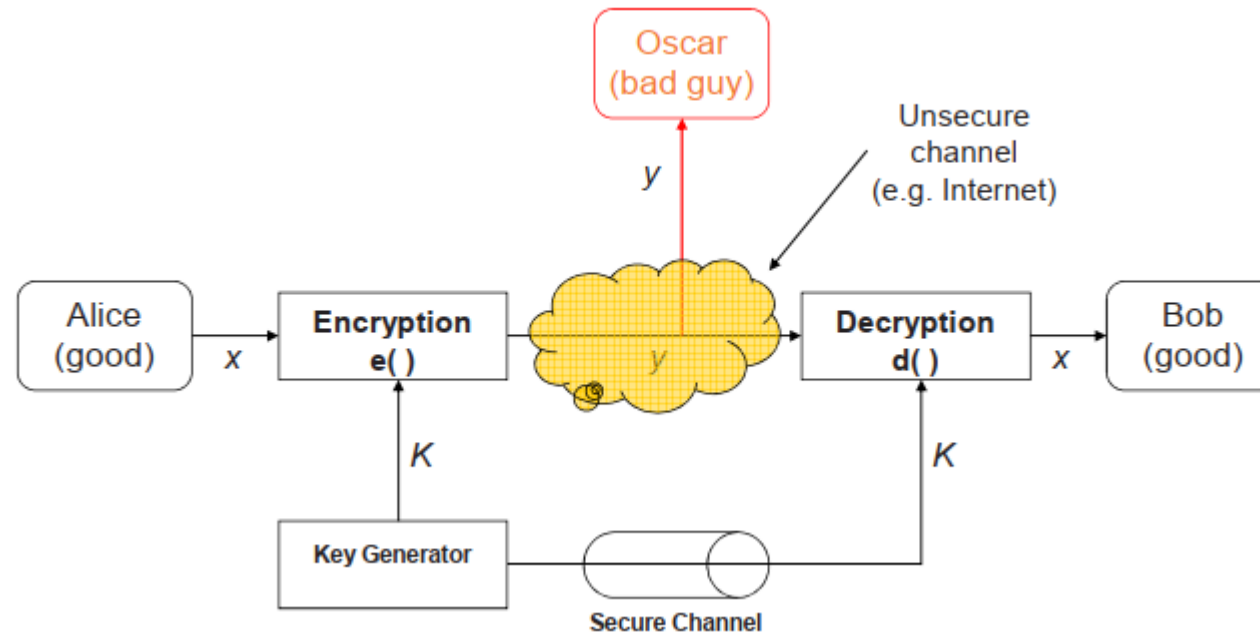 Oscar
(bad guy)
Unsecure
channel
(e.g. Internet)
y
Alice
(good)
x
Encryption
e( )
y
Decryption
d( )
x
Bob
(good)
K
K
Key Generator
Secure Channel